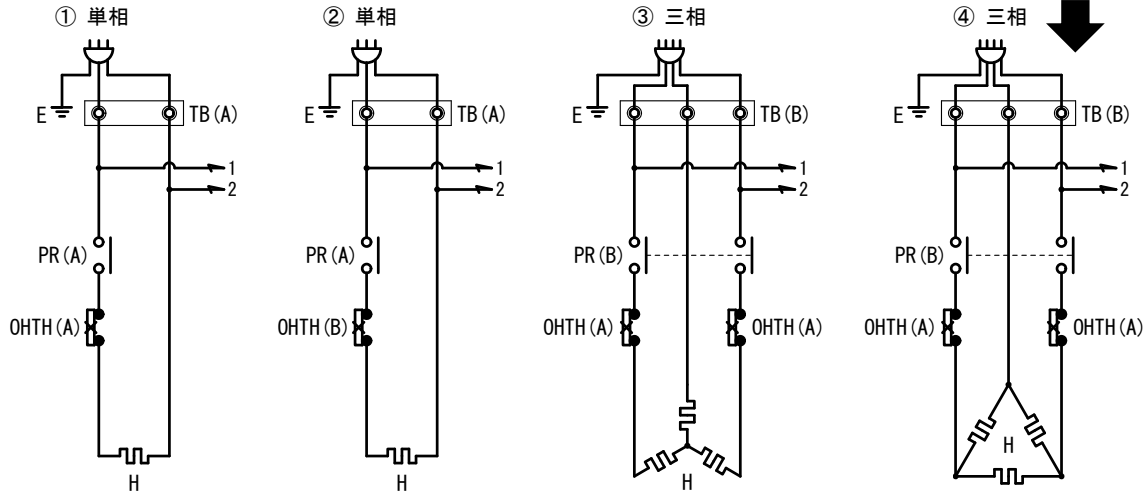 ① 単相 ② 単相 ③ 三相 ④ 三相
E TB(A) E TB(A) E TB(B) E TB(B)
1 1 1 1
2 2 2 2
PR(A) PR(A) PR(B) PR(B)
OHTH(A) OHTH(B) OHTH(A) OHTH(A) OHTH(A) OHTH(A)
H H H H